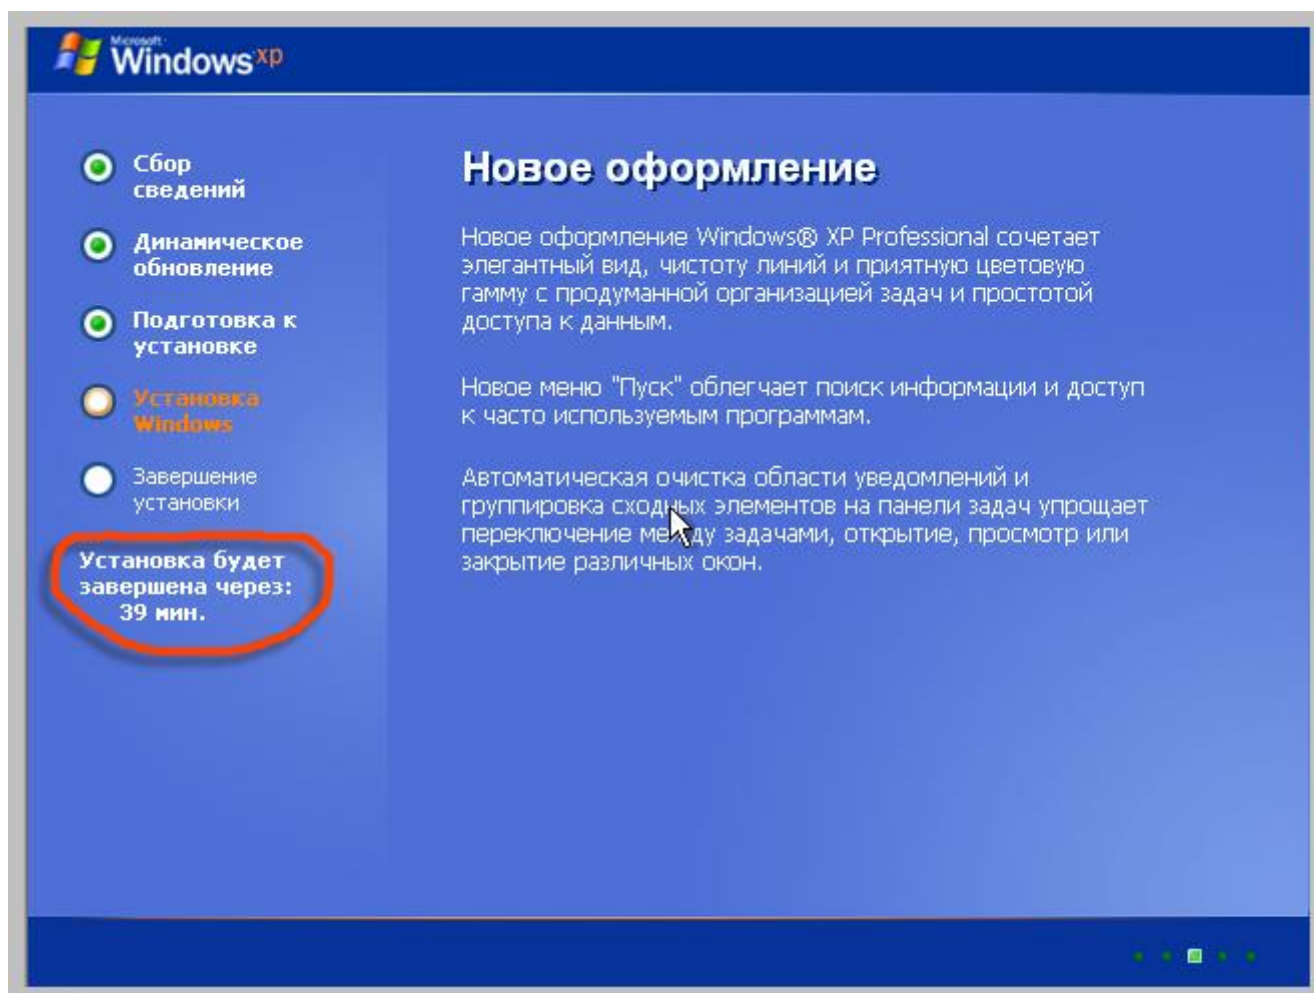 Microsoft
Windows xp
Сбор
сведений
Динамическое
обновление
Подготовка к
установке
Установка
Windows
Завершение
установки
Установка будет
завершена через:
39 мин.
Новое оформление
Новое оформление Windows® XP Professional сочетает
элегантный вид, чистоту линий и приятную цветовую
гамму с продуманной организацией задач и простотой
доступа к данным.
Новое меню "Пуск" облегчает поиск информации и доступ
к часто используемым программам.
Автоматическая очистка области уведомлений и
группировка сходных элементов на панели задач упрощает
переключение между задачами, открытие, просмотр или
закрытие различных окон.